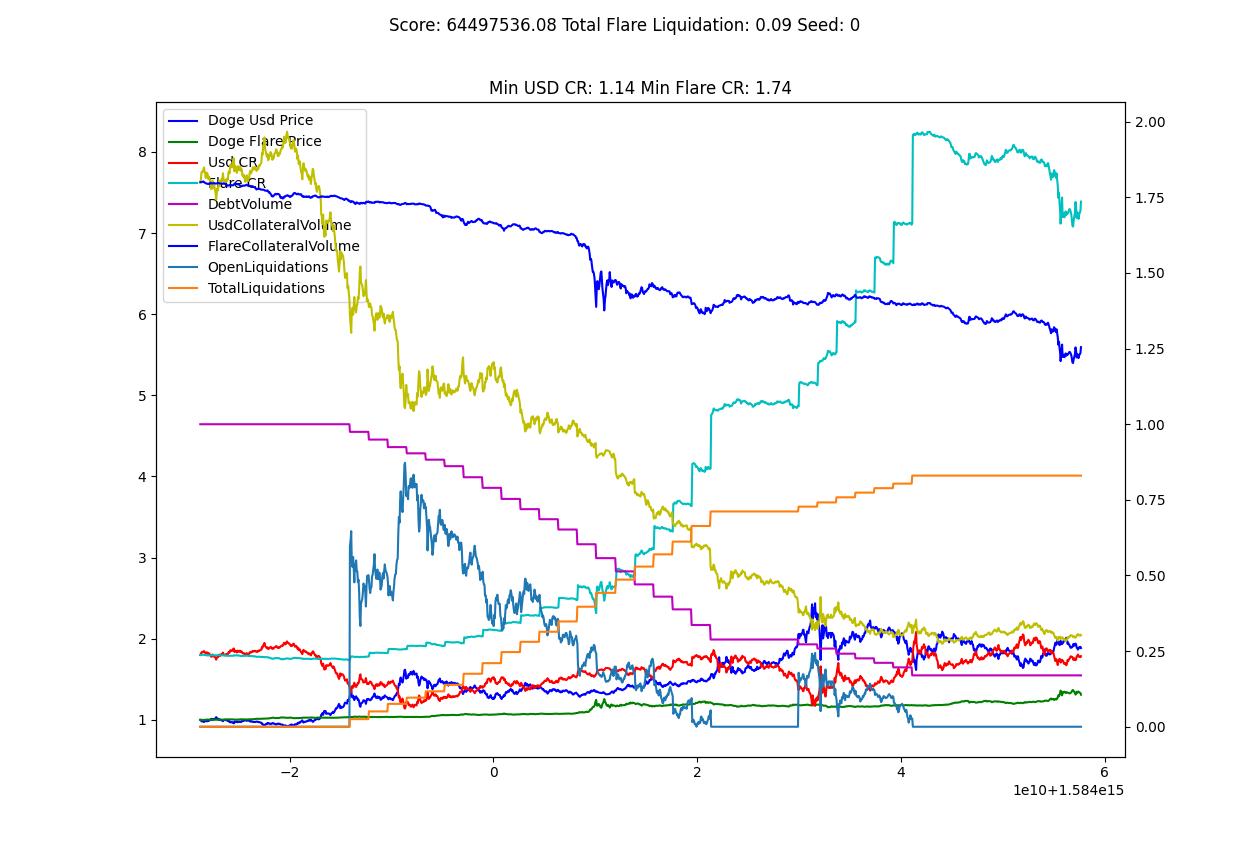 Score: 64497536.08 Total Flare Liquidation: 0.09 Seed: 0
Min USD CR: 1.14 Min Flare CR: 1.74
Doge Usd Price
Doge Flare Price
Usd CR
Flare CR
DebtVolume
UsdCollateralVolume
FlareCollateralVolume
OpenLiquidations
TotalLiquidations
8
7
6
5
4
3
2
1
2.00
1.75
1.50
1.25
1.00
0.75
0.50
0.25
0.00
−2 0 2 4 6
1e10+1.584e15